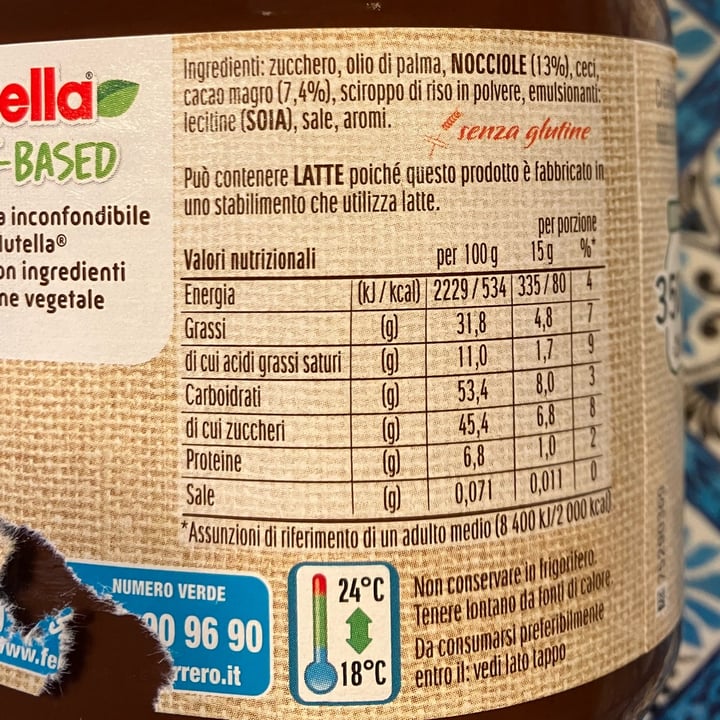 ella®
-BASED
a inconfondibile
lutella®
on ingredienti
ne vegetale
Ingredienti: zucchero, olio di palma, NOCCIOLE (13%), ceci,
cacao magro (7,4%), sciroppo di riso in polvere, emulsionanti:
lecitine (SOIA), sale, aromi.
senza glutine
Può contenere LATTE poiché questo prodotto è fabbricato in
uno stabilimento che utilizza latte.
per porzione
Valori nutrizionali per 100 g 15 g %*
Energia (kJ / kcal) 2229 / 534 335 / 80 4
Grassi (g) 31,8 4,8 7
di cui acidi grassi saturi (g) 11,0 1,7 9
Carboidrati (g) 53,4 8,0 3
di cui zuccheri (g) 45,4 6,8 8
Proteine (g) 6,8 1,0 2
Sale (g) 0,071 0,011 0
*Assunzioni di riferimento di un adulto medio (8 400 kJ/2 000 kcal)
NUMERO VERDE
90 96 90
www.fe
rrero.it
24°C
18°C
Non conservare in frigorifero.
Tenere lontano da fonti di calore.
Da consumarsi preferibilmente
entro il: vedi lato tappo
35